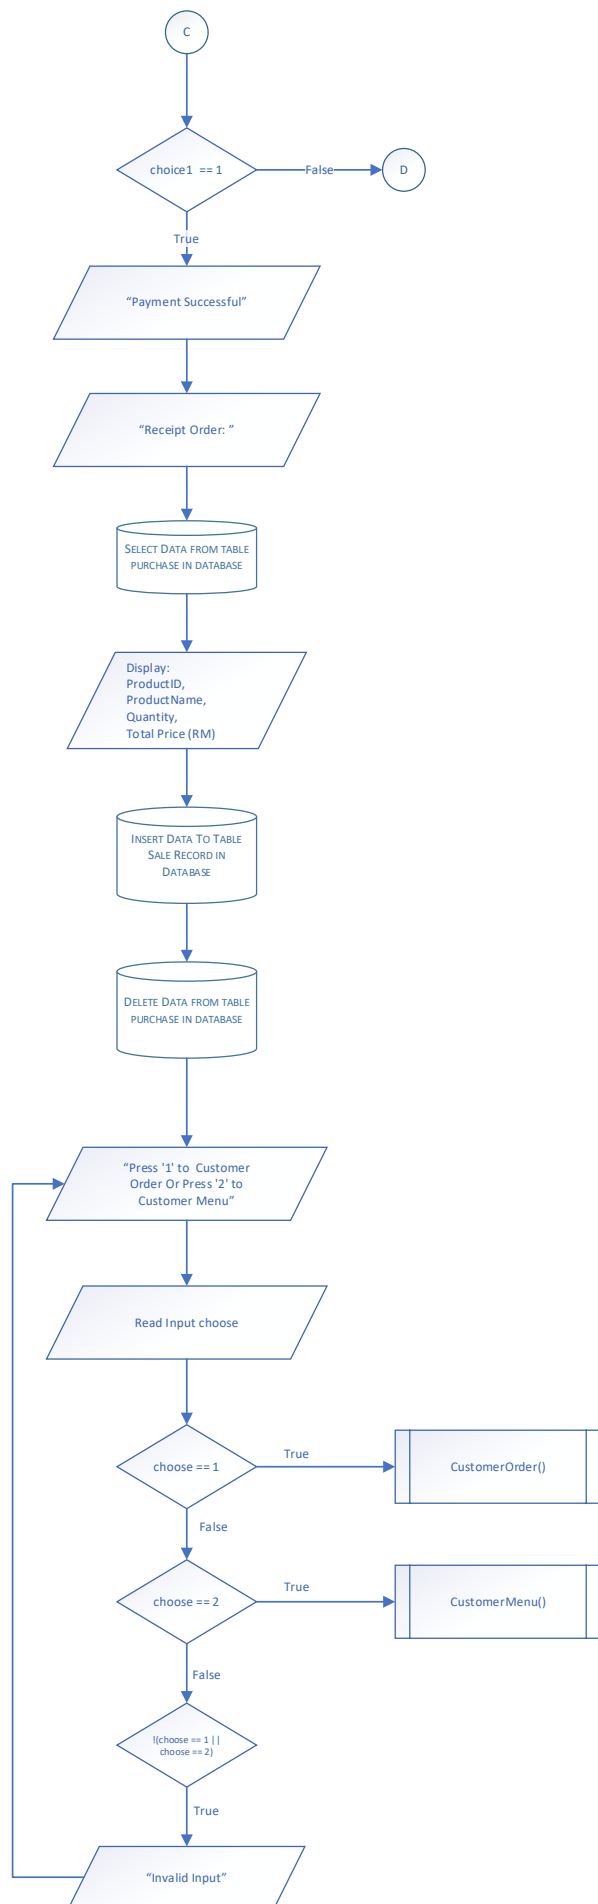 C
choice1 == 1
False
D
True
“Payment Successful”
“Receipt Order: ”
SELECT DATA FROM TABLE
PURCHASE IN DATABASE
Display:
ProductID,
ProductName,
Quantity,
Total Price (RM)
INSERT DATA TO TABLE
SALE RECORD IN
DATABASE
DELETE DATA FROM TABLE
PURCHASE IN DATABASE
“Press '1' to Customer
Order Or Press '2' to
Customer Menu”
Read Input choose
choose == 1
True
CustomerOrder()
False
choose == 2
True
CustomerMenu()
False
!(choose == 1 ||
choose == 2)
True
“Invalid Input”